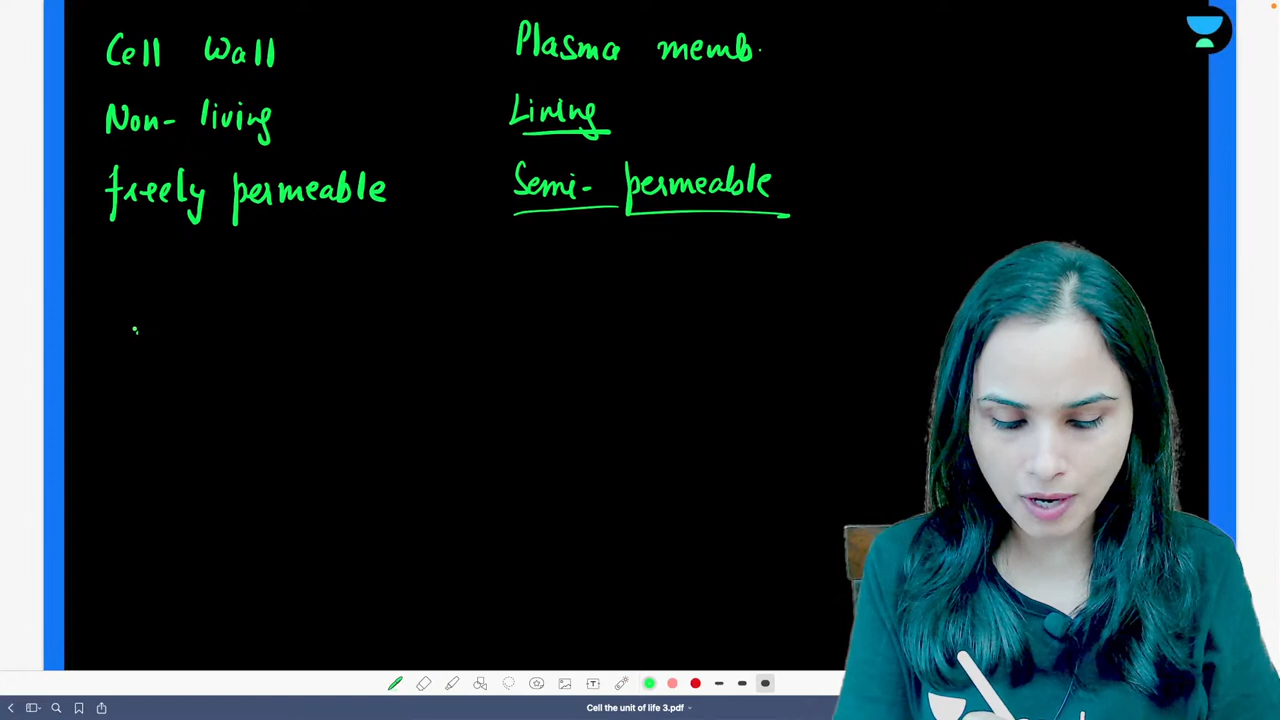 Cell Wall Plasma memb.
Non-living Living
freely permeable Semi-permeable
Cell the unit of life 3.pdf